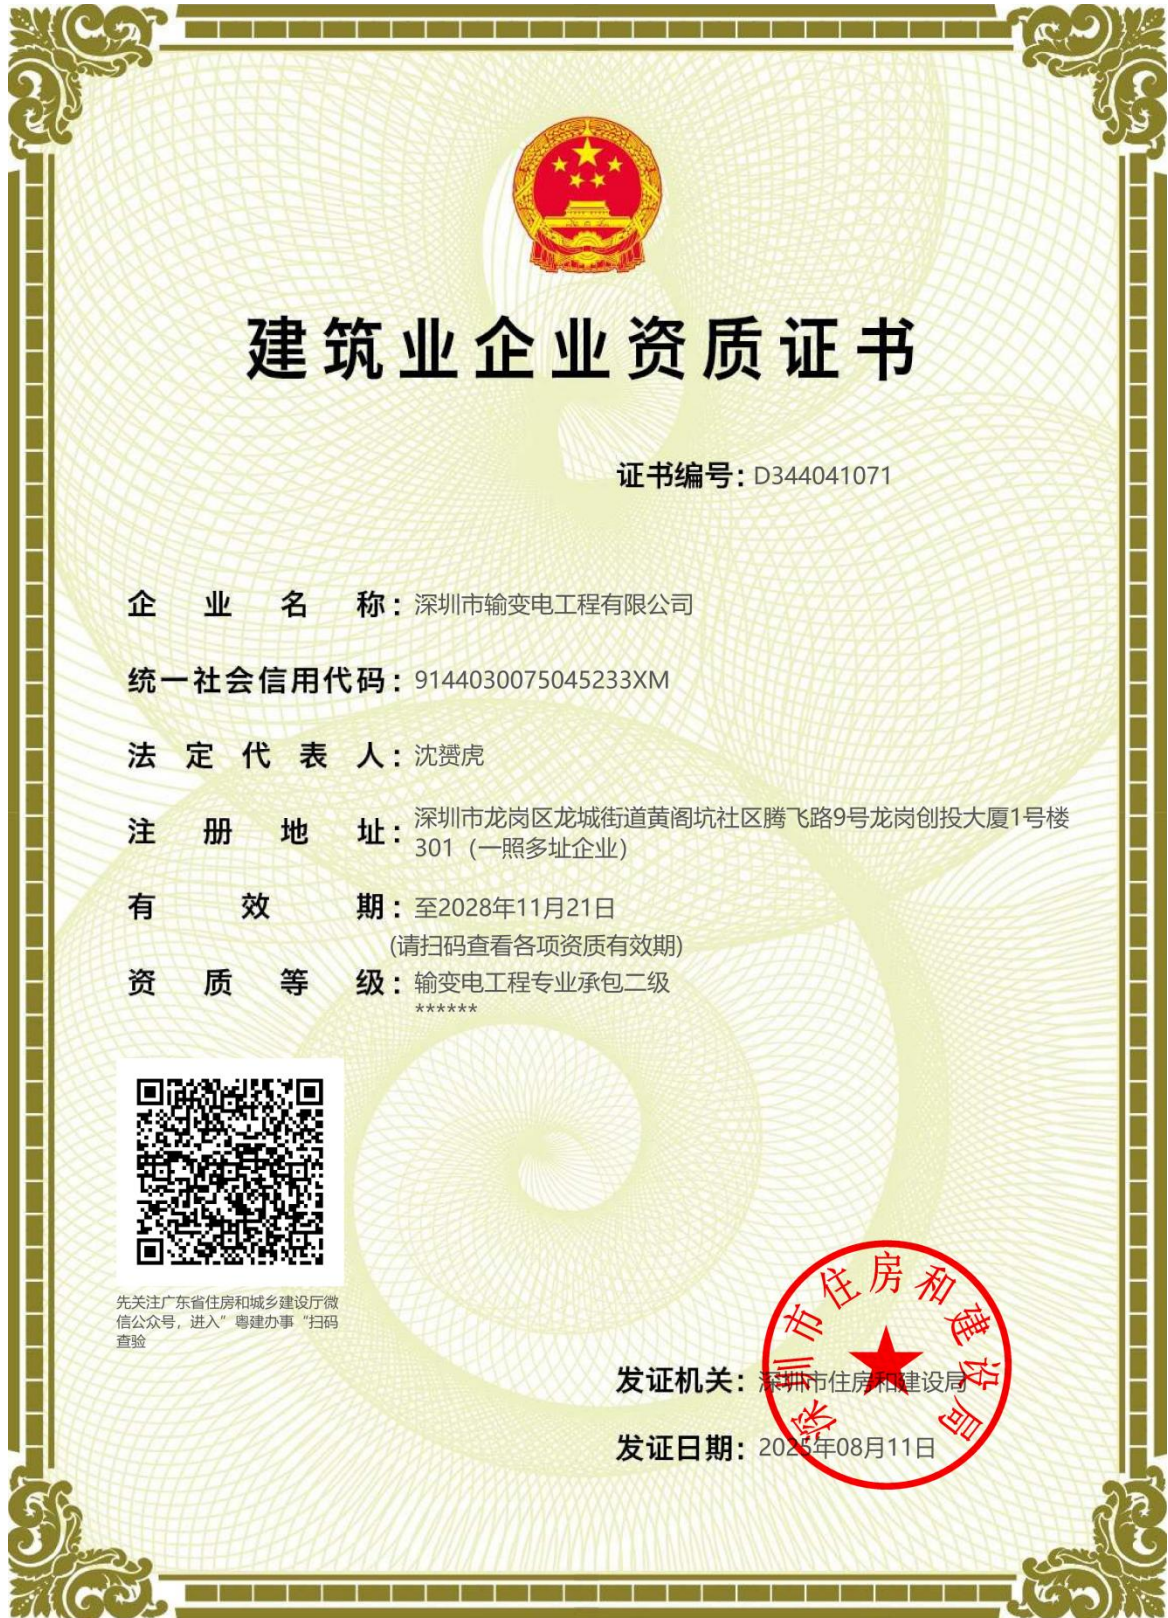 建筑业企业资质证书
证书编号：D344041071
企业名称：深圳市输变电工程有限公司
统一社会信用代码：9144030075045233XM
法定代表人：沈赟虎
注册地址：深圳市龙岗区龙城街道黄阁坑社区腾飞路9号龙岗创投大厦1号楼
301（一照多址企业）
有效期：至2028年11月21日
(请扫码查看各项资质有效期)
资质等级：输变电工程专业承包二级
******
先关注广东省住房和城乡建设厅微
信公众号，进入”粤建办事“扫码
查验
发证机关：深圳市住房和建设局
发证日期：2025年08月11日
深圳市住房和建设局